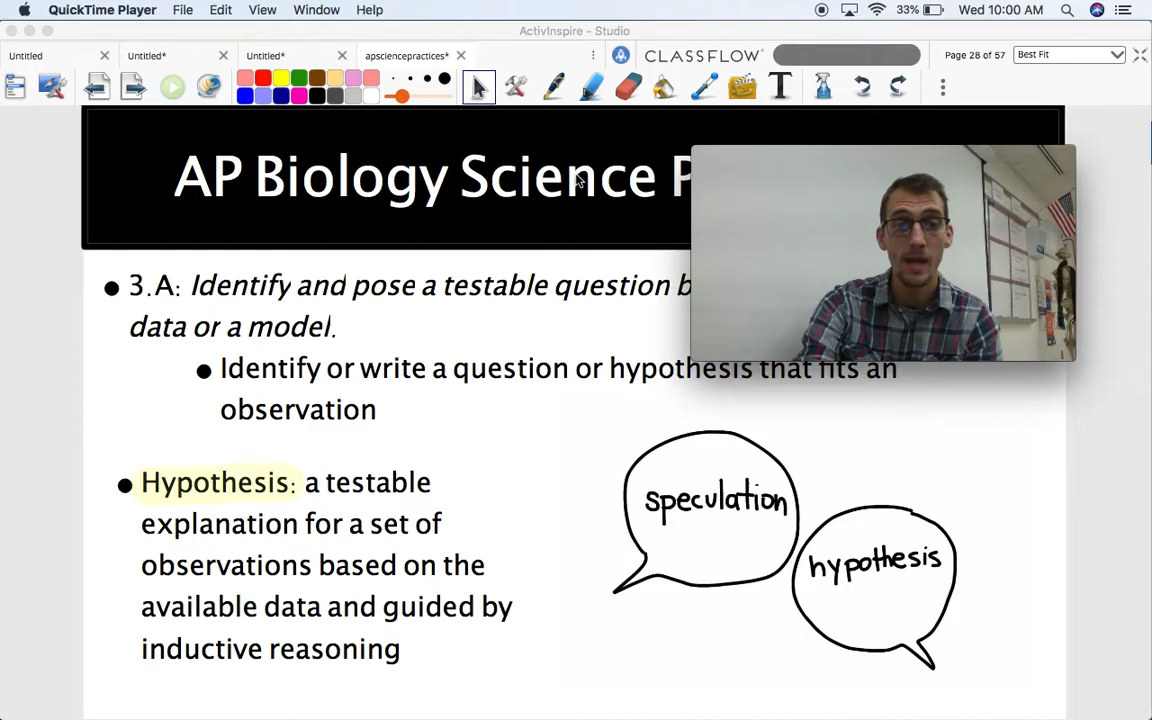 QuickTime Player File Edit View Window Help 33% Wed 10:00 AM
ActivInspire - Studio
Untitled Untitled* Untitled* apsciencepractices* CLASSFLOW Page 28 of 57 Best Fit
AP Biology Science P
• 3.A: Identify and pose a testable question b
data or a model.
• Identify or write a question or hypothesis that fits an
observation
• Hypothesis: a testable
explanation for a set of
observations based on the
available data and guided by
inductive reasoning
speculation
hypothesis